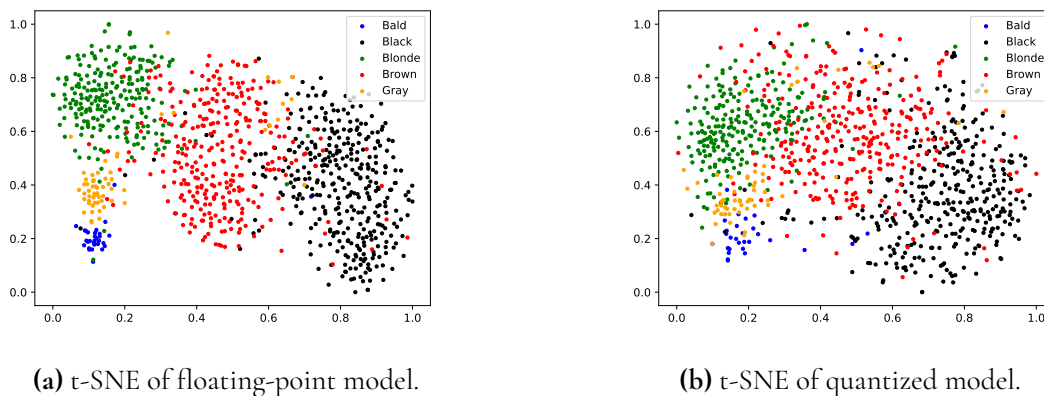 1.0
0.8
0.6
0.4
0.2
0.0
0.0 0.2 0.4 0.6 0.8 1.0
Bald
Black
Blonde
Brown
Gray
(a) t-SNE of floating-point model.
1.0
0.8
0.6
0.4
0.2
0.0
0.0 0.2 0.4 0.6 0.8 1.0
Bald
Black
Blonde
Brown
Gray
(b) t-SNE of quantized model.